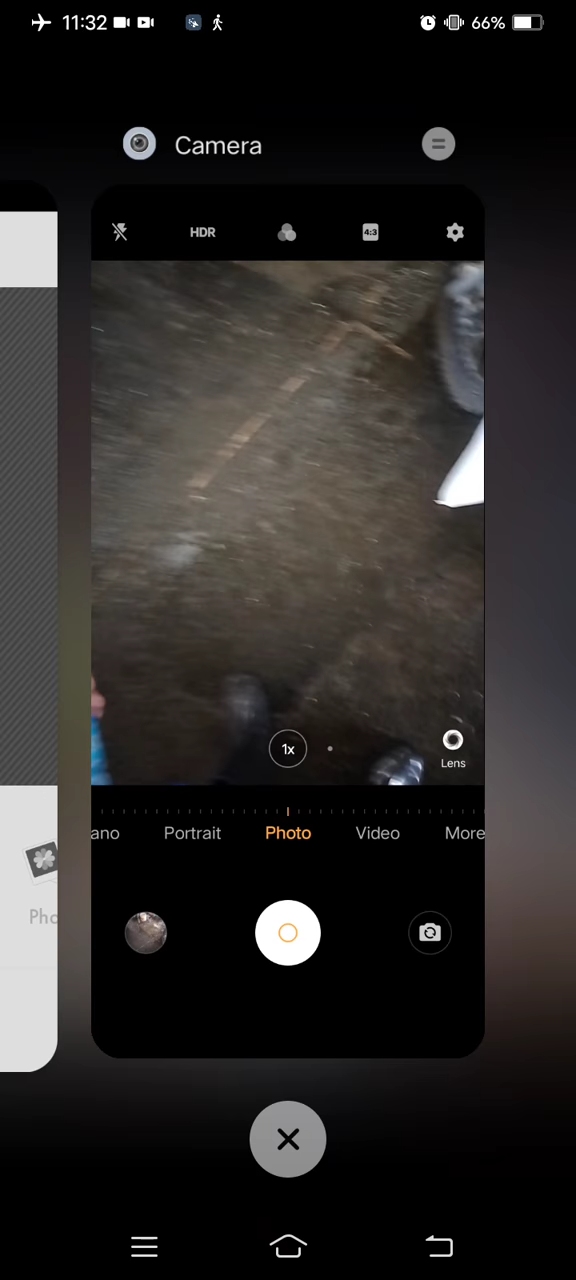 11:32
66%
Camera
HDR
4:3
1x
Lens
ano Portrait Photo Video More
Pho